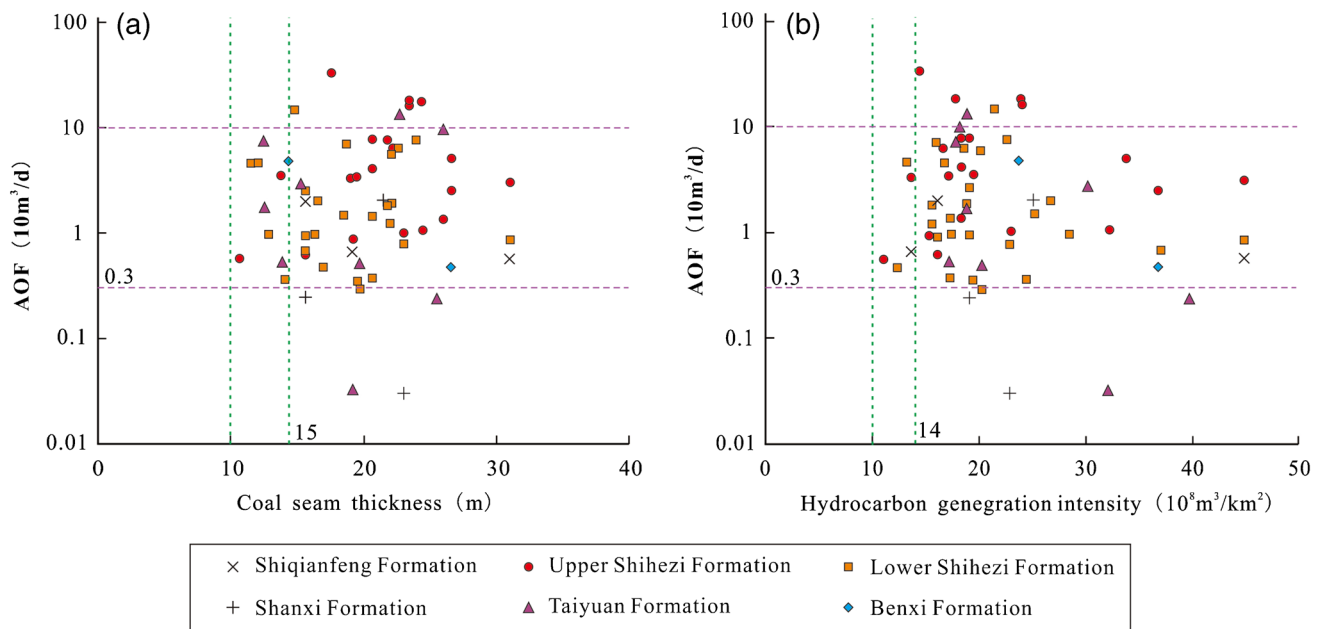 (a)
100
10
1
0.3
0.1
0.01
15
0 10 20 30 40
AOF (10m³/d)
Coal seam thickness (m)
(b)
100
10
1
0.3
0.1
0.01
14
0 10 20 30 40 50
AOF (10m³/d)
Hydrocarbon genegration intensity (10⁸m³/km²)
Shiqianfeng Formation Upper Shihezi Formation Lower Shihezi Formation
Shanxi Formation Taiyuan Formation Benxi Formation